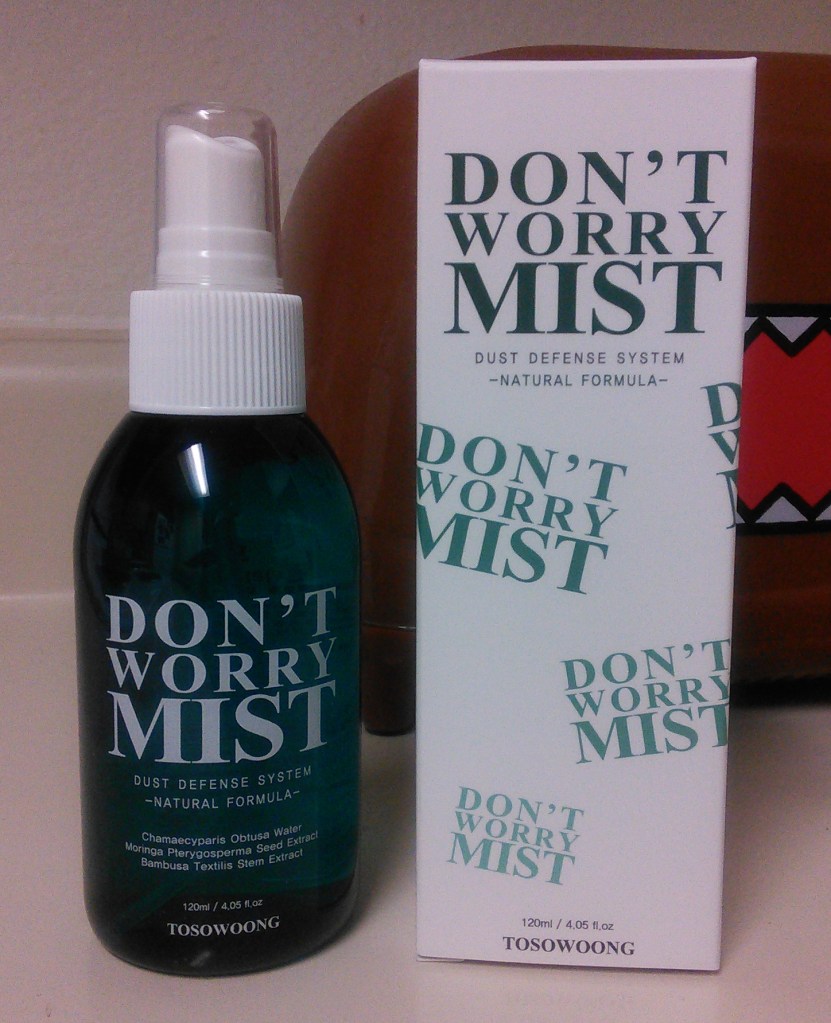 DON'T
WORRY
MIST
DUST DEFENSE SYSTEM
-NATURAL FORMULA-
Chamaecyparis Obtusa Water
Moringa Pterygosperma Seed Extract
Bambusa Textilis Stem Extract
120ml / 4,05 fl,oz
TOSOWOONG
DON'T
WORRY
MIST
DUST DEFENSE SYSTEM
-NATURAL FORMULA-
DON'T
WORRY
MIST
DON'T
WORRY
MIST
DON'T
WORRY
MIST
120ml / 4,05 fl,oz
TOSOWOONG